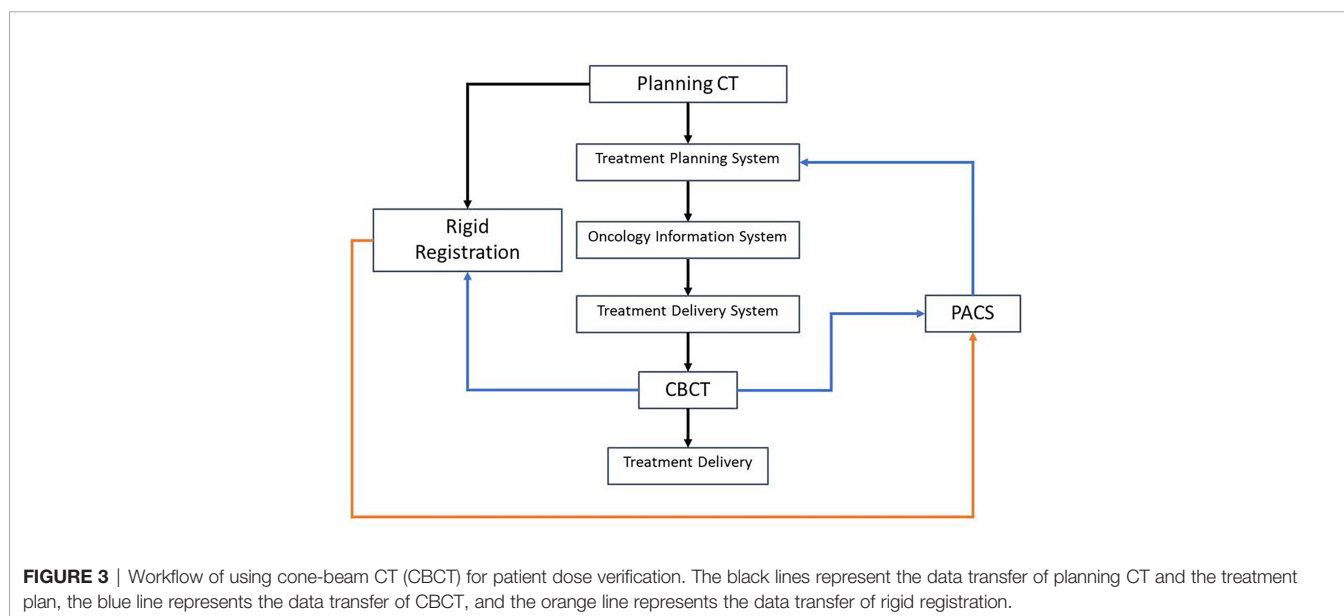 Planning CT
Treatment Planning System
Rigid
Registration
Oncology Information System
Treatment Delivery System
PACS
CBCT
Treatment Delivery
FIGURE 3 | Workflow of using cone-beam CT (CBCT) for patient dose verification. The black lines represent the data transfer of planning CT and the treatment
plan, the blue line represents the data transfer of CBCT, and the orange line represents the data transfer of rigid registration.